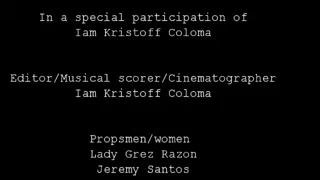 In a special participation of
Iam Kristoff Coloma
Editor/Musical scorer/Cinematographer
Iam Kristoff Coloma
Propsmen/women
Lady Grez Razon
Jeremy Santos